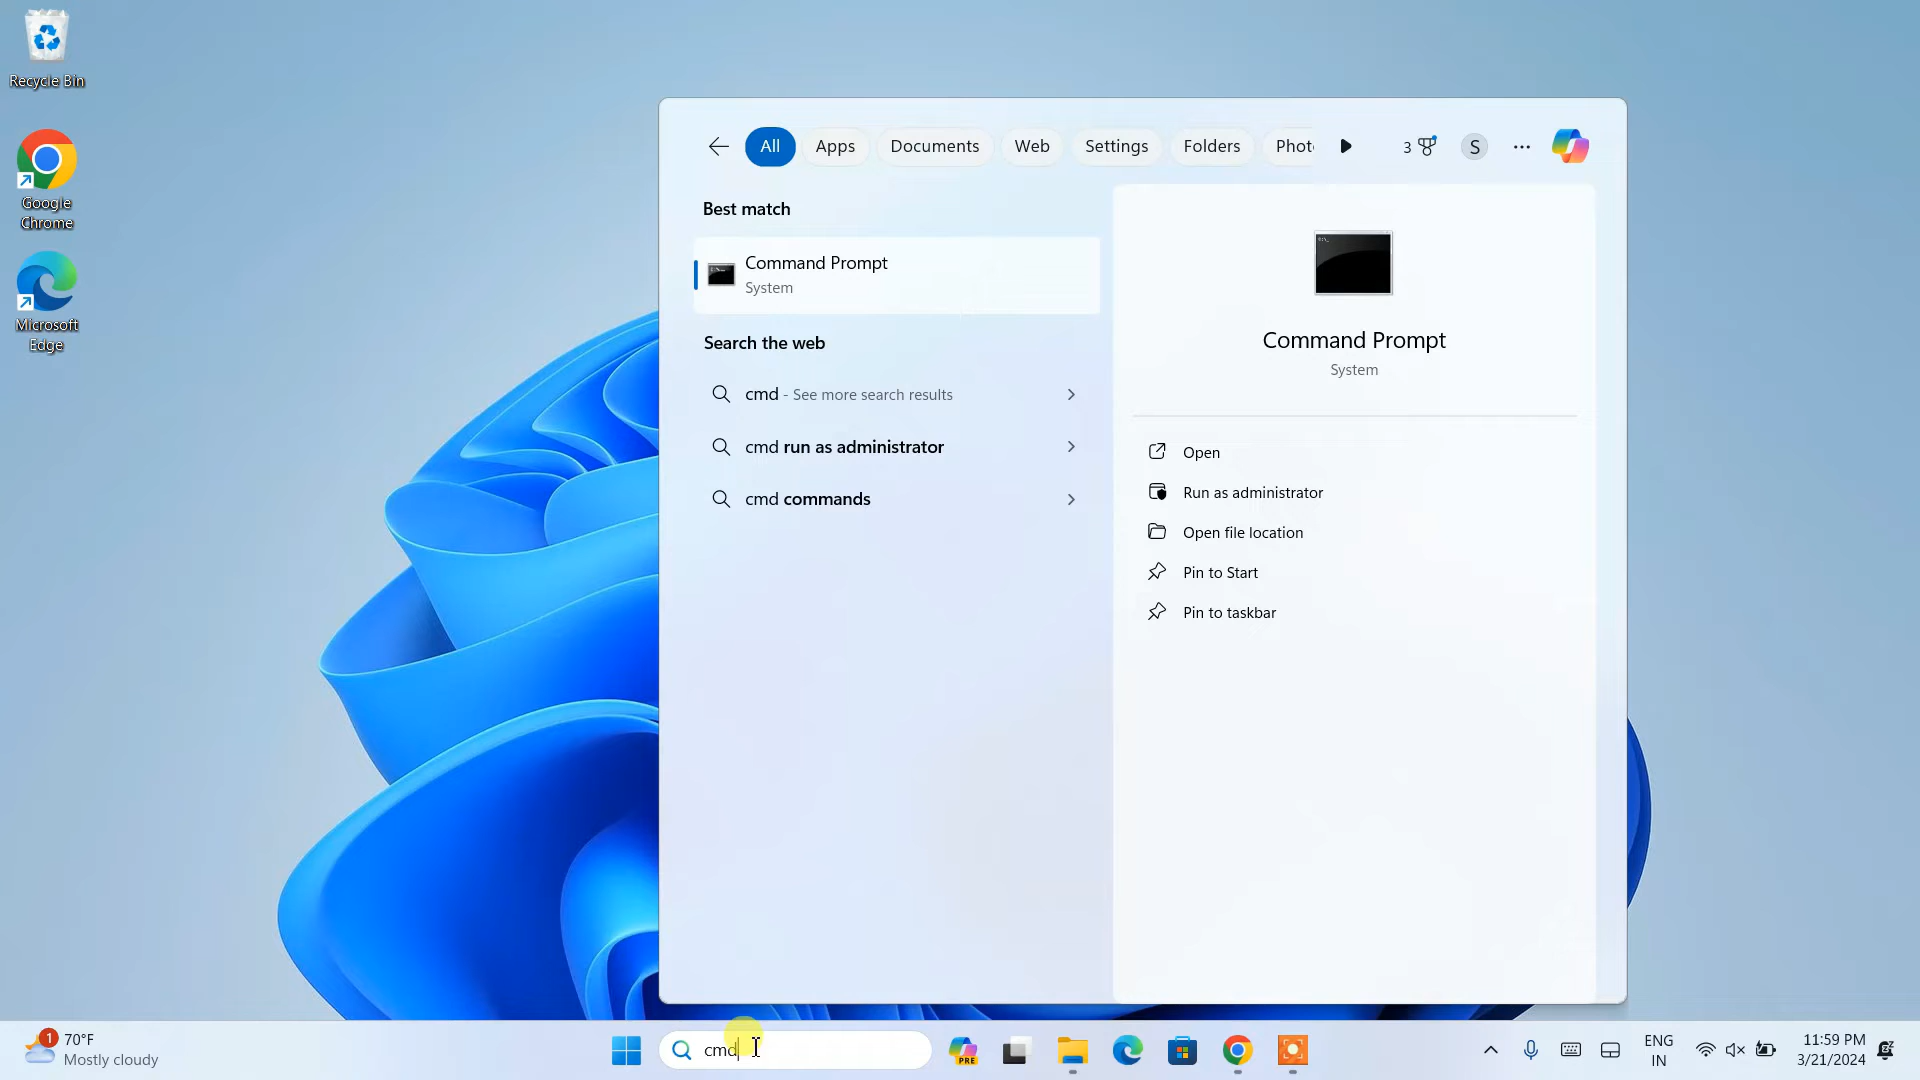 Recycle Bin
Google
Chrome
Microsoft
Edge
All
Apps
Documents
Web
Settings
Folders
Phot
3
S
Best match
Command Prompt
System
Search the web
cmd - See more search results
cmd run as administrator
cmd commands
Command Prompt
System
Open
Run as administrator
Open file location
Pin to Start
Pin to taskbar
1
70°F
Mostly cloudy
cmd
PRE
ENG
IN
11:59 PM
3/21/2024